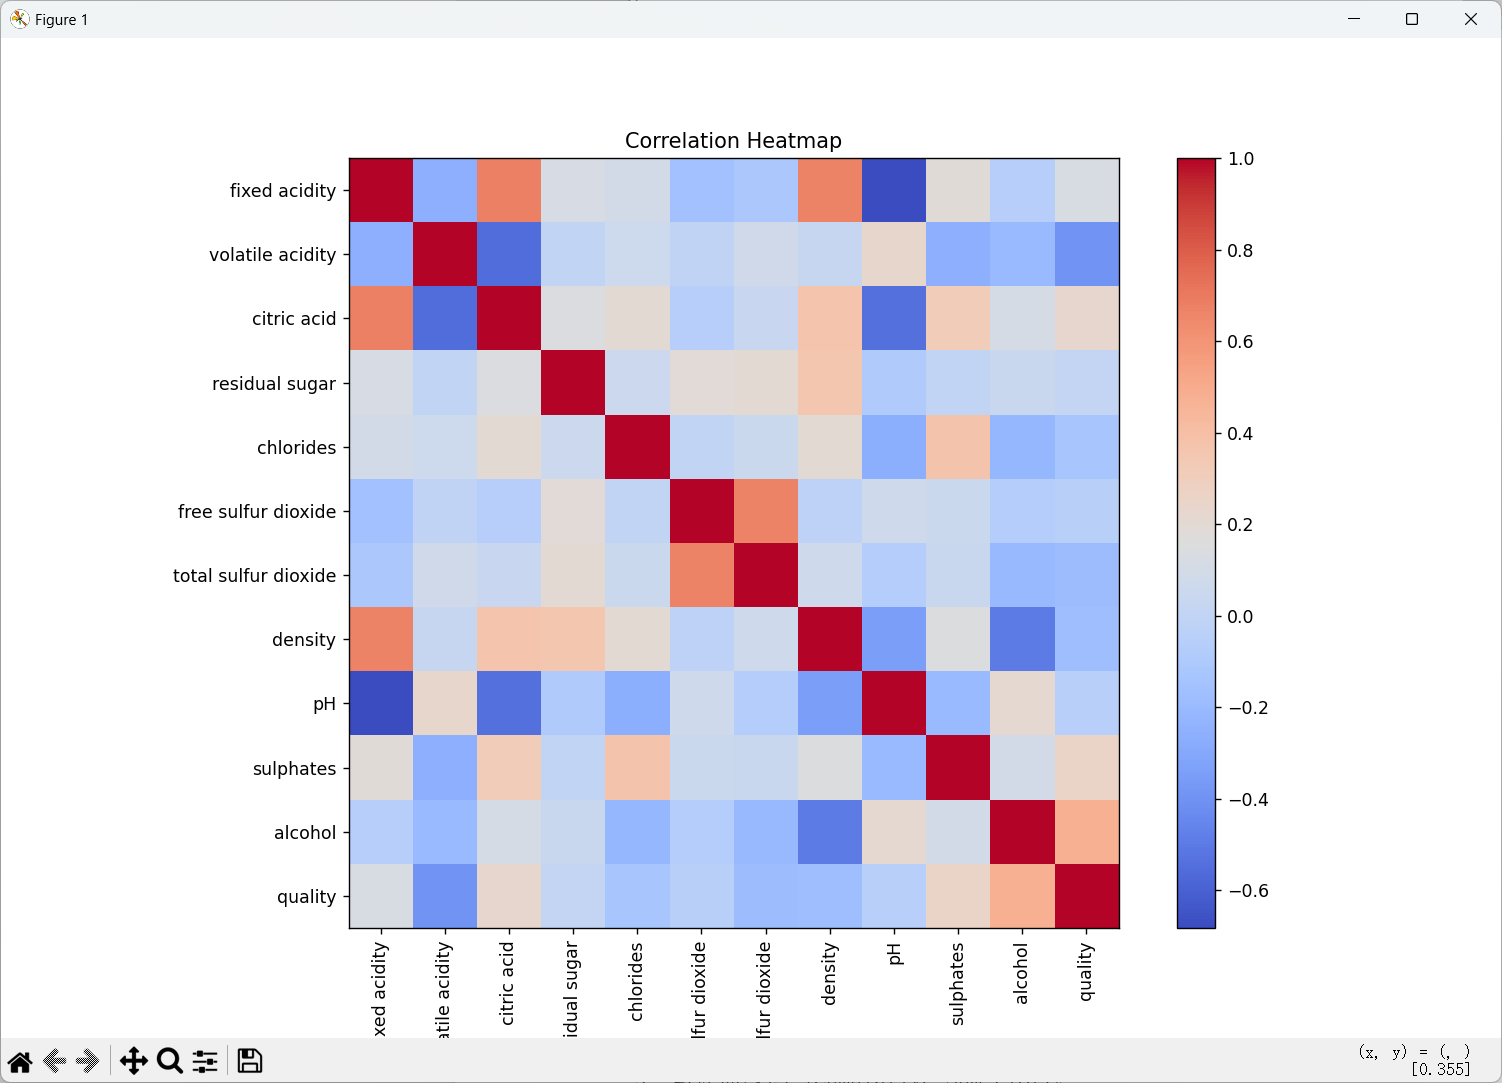 Figure 1
Correlation Heatmap
fixed acidity
volatile acidity
citric acid
residual sugar
chlorides
free sulfur dioxide
total sulfur dioxide
density
pH
sulphates
alcohol
quality
xed acidity
atile acidity
citric acid
idual sugar
chlorides
lfur dioxide
lfur dioxide
density
pH
sulphates
alcohol
quality
1.0
0.8
0.6
0.4
0.2
0.0
−0.2
−0.4
−0.6
(x, y) = (, )
[0.355]